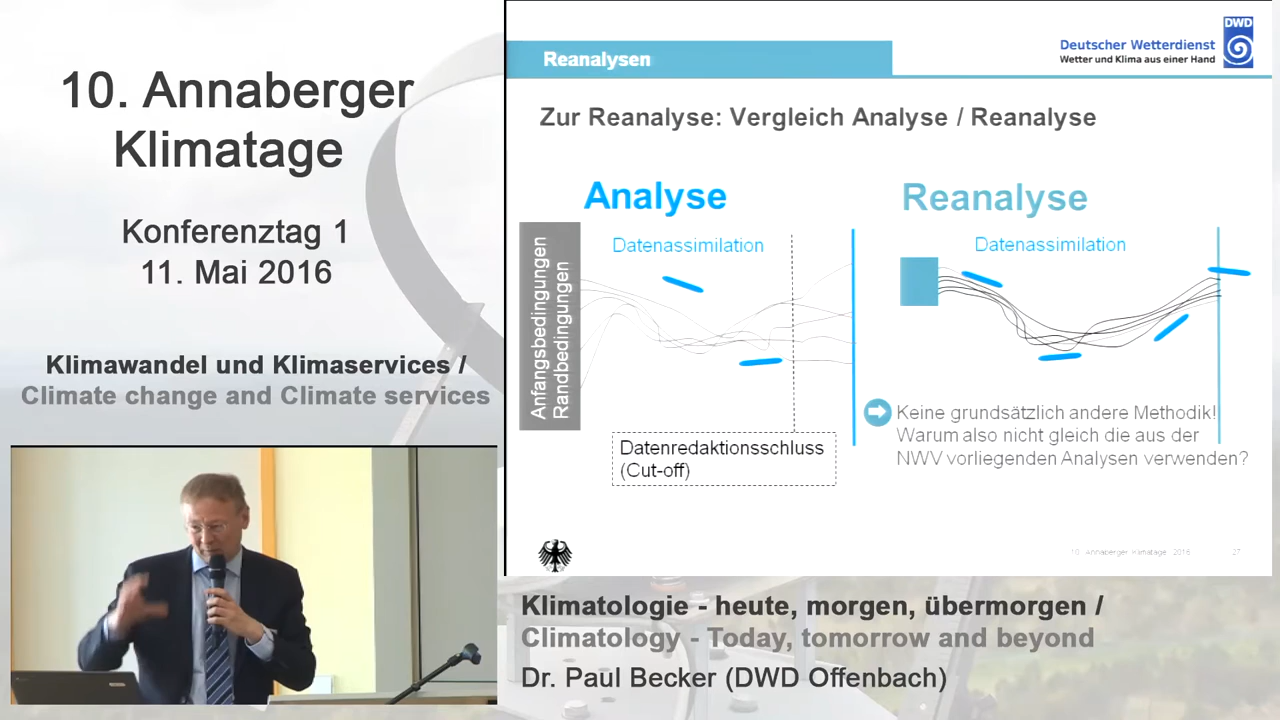 10. Annaberger
Klimatage
Konferenztag 1
11. Mai 2016
Klimawandel und Klimaservices /
Climate change and Climate services
Reanalysen
DWD
Deutscher Wetterdienst
Wetter und Klima aus einer Hand
Zur Reanalyse: Vergleich Analyse / Reanalyse
Analyse
Anfangsbedingungen
Randbedingungen
Datenassimilation
Datenredaktionsschluss
(Cut-off)
Reanalyse
Datenassimilation
Keine grundsätzlich andere Methodik!
Warum also nicht gleich die aus der
NWV vorliegenden Analysen verwenden?
10. Annaberger Klimatage 2016
27
Klimatologie - heute, morgen, übermorgen /
Climatology - Today, tomorrow and beyond
Dr. Paul Becker (DWD Offenbach)